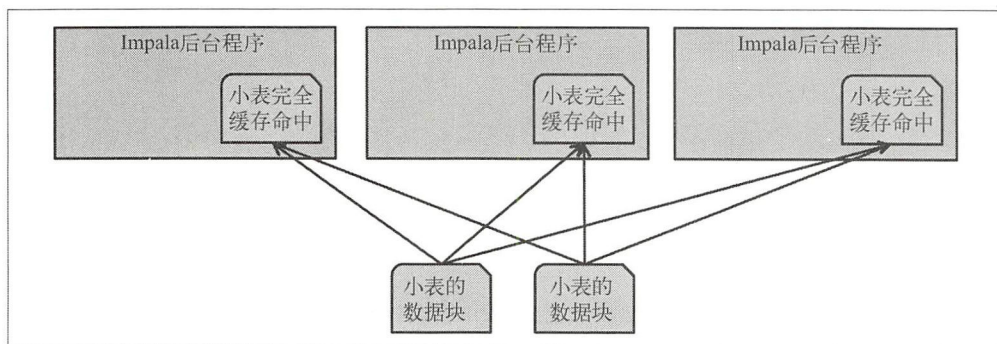 Impala后台程序
小表完全
缓存命中
Impala后台程序
小表完全
缓存命中
Impala后台程序
小表完全
缓存命中
小表的
数据块
小表的
数据块